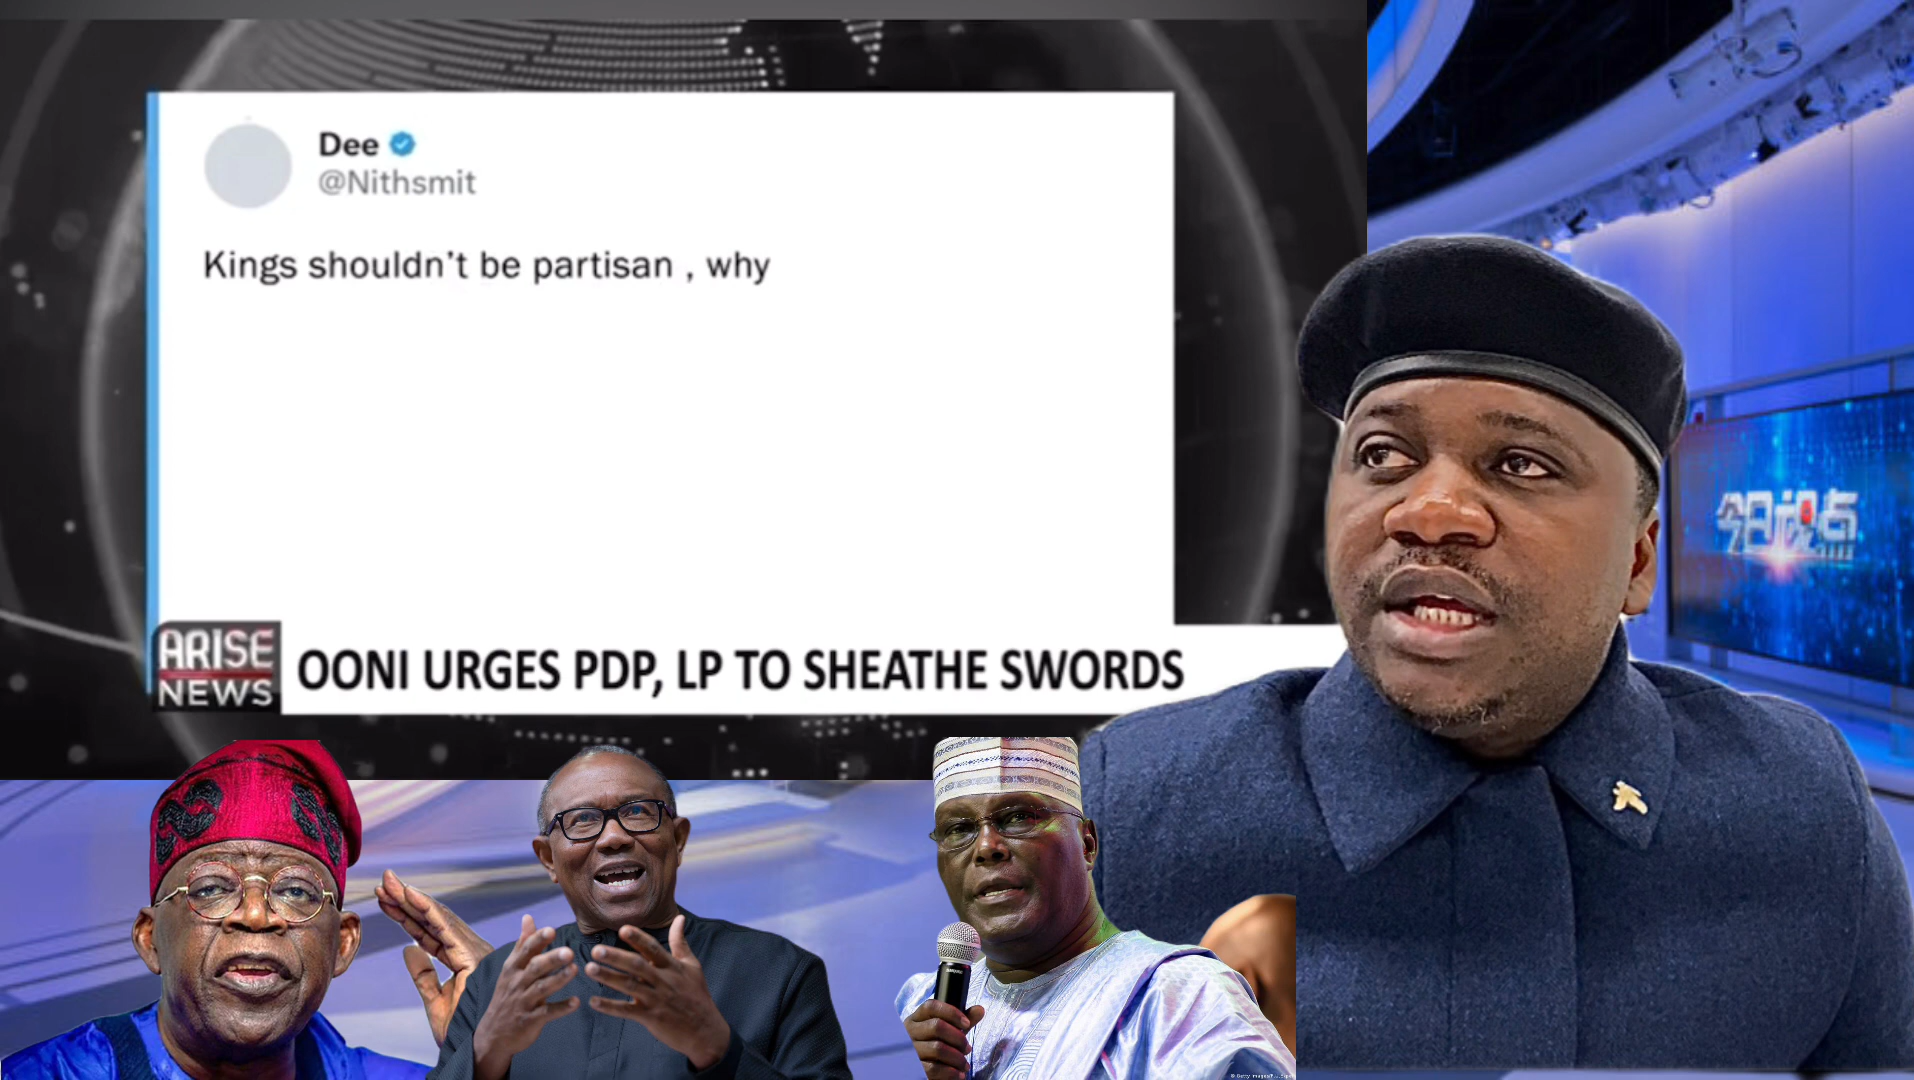 Dee
@Nithsmit
Kings shouldn't be partisan , why
ARISE
NEWS
OONI URGES PDP, LP TO SHEATHE SWORDS
今日视点